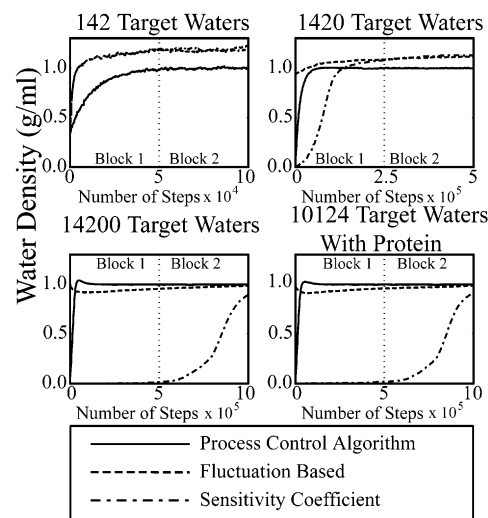 142 Target Waters
1420 Target Waters
Water Density (g/ml)
1.0
0.5
0.0
Block 1
Block 2
0
5
10
Number of Steps x 10^4
1.0
0.5
0.0
Block 1
Block 2
0
2.5
5
Number of Steps x 10^5
14200 Target Waters
10124 Target Waters
With Protein
1.0
0.5
0.0
Block 1
Block 2
0
5
10
Number of Steps x 10^5
1.0
0.5
0.0
Block 1
Block 2
0
5
10
Number of Steps x 10^5
Process Control Algorithm
Fluctuation Based
Sensitivity Coefficient